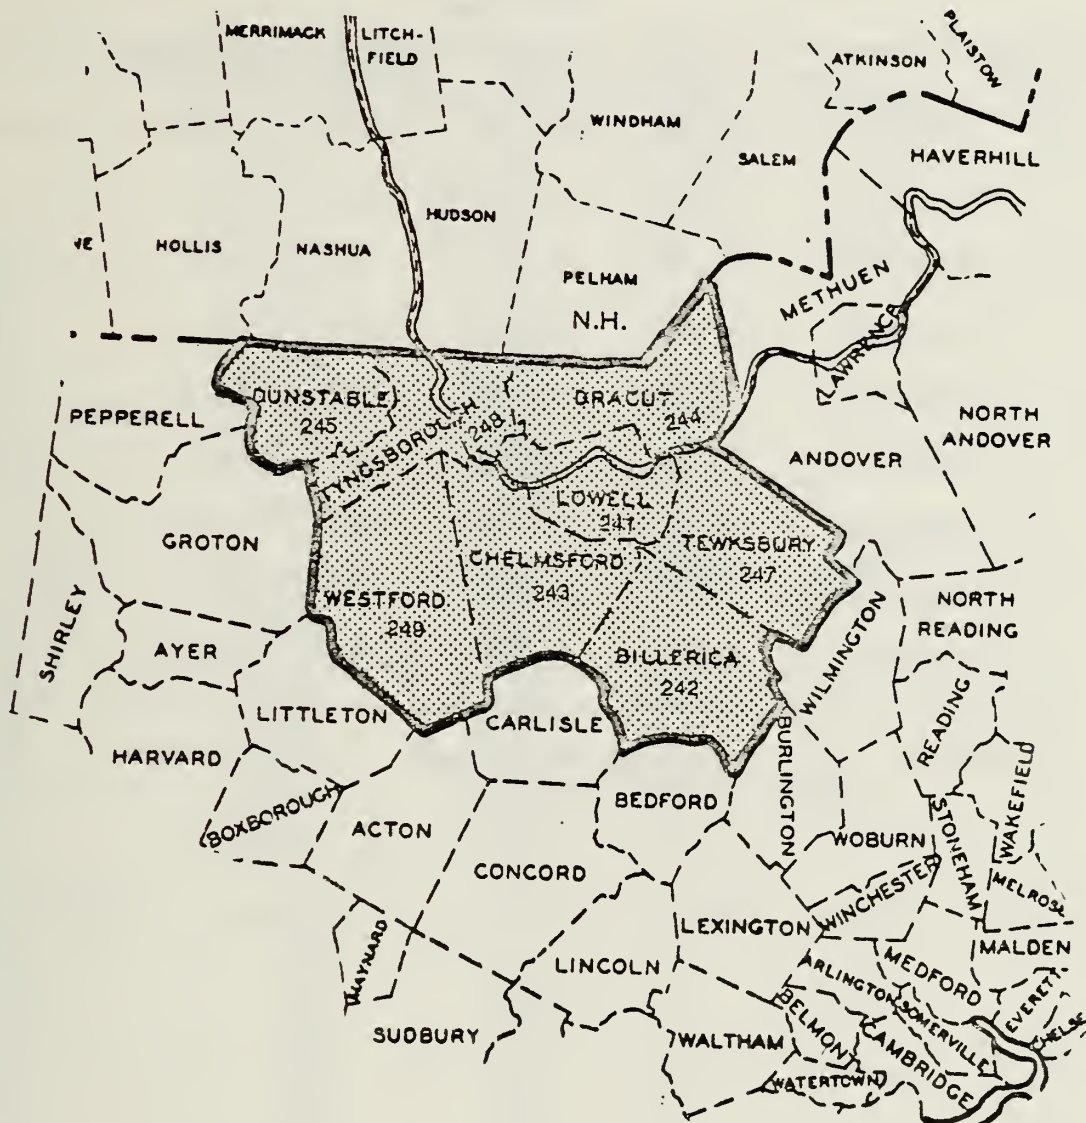 MERRIMACK
LITCH-
FIELD
ATKINSON
PLAISTOW
WINDHAM
SALEM
HAVERHILL
HUDSON
HOLLIS
NASHUA
PELHAM
N.H.
METHUEN
LAWRENCE
DUNSTABLE
245
TYNGSBOROUGH
248
DRACUT
244
PEPPERELL
NORTH
ANDOVER
ANDOVER
LOWELL
241
GROTON
CHELMSFORD
243
TEWKSBURY
247
WESTFORD
249
SHIRLEY
AYER
BILLERICA
242
WILMINGTON
NORTH
READING
LITTLETON
CARLISLE
HARVARD
BURLINGTON
READING
WAKEFIELD
BOXBOROUGH
ACTON
BEDFORD
WOBURN
STONEHAM
CONCORD
WINCHESTER
MELROSE
MAYNARD
LEXINGTON
MALDEN
LINCOLN
ARLINGTON
MEDFORD
EVERETT
SUDBURY
WALTHAM
BELMONT
SOMERVILLE
CAMBRIDGE
CHELSE
WATERTOWN